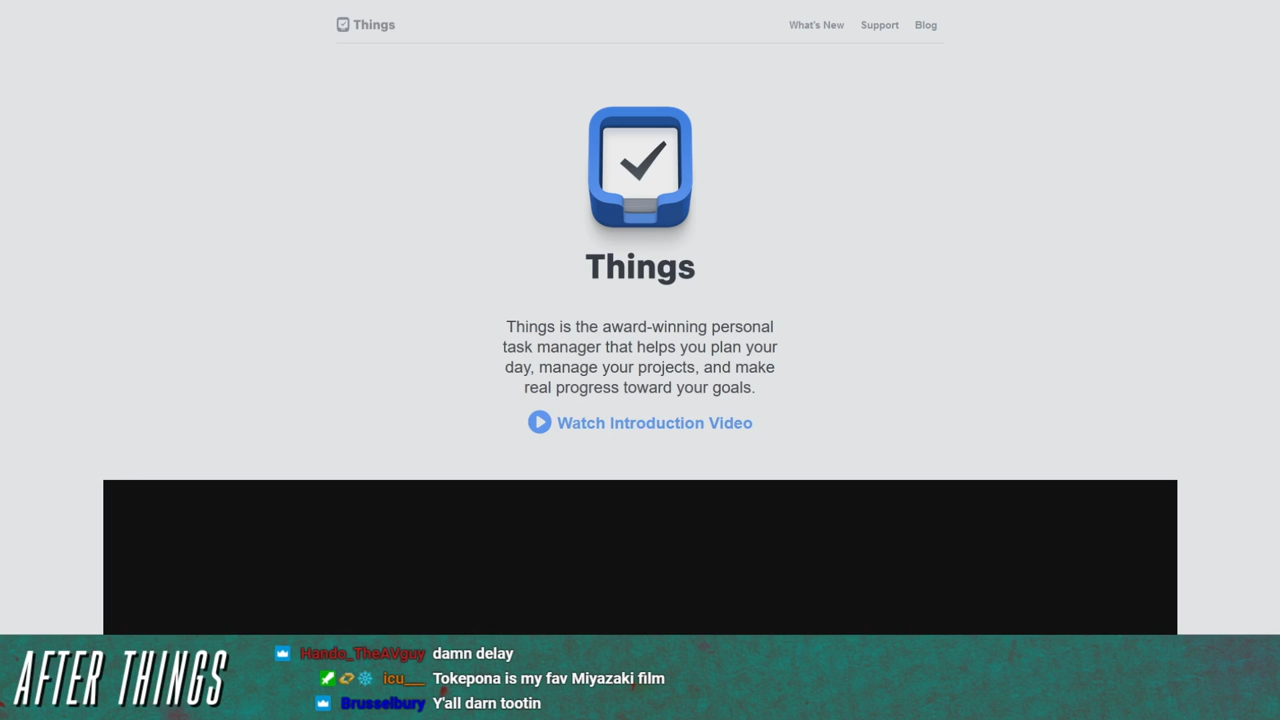 Things
What's New
Support
Blog
Things
Things is the award-winning personal
task manager that helps you plan your
day, manage your projects, and make
real progress toward your goals.
Watch Introduction Video
AFTER THINGS
Hando_TheAVguy damn delay
icu___ Tokepona is my fav Miyazaki film
Brusselbury Y'all darn tootin